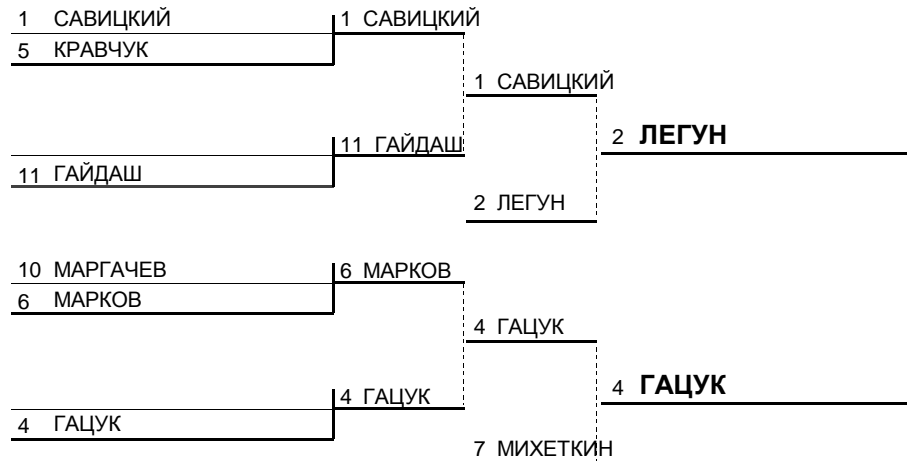 1 САВИЦКИЙ
1 САВИЦКИЙ
5 КРАВЧУК
1 САВИЦКИЙ
2 ЛЕГУН
11 ГАЙДАШ
11 ГАЙДАШ
2 ЛЕГУН
10 МАРГАЧЕВ
6 МАРКОВ
6 МАРКОВ
4 ГАЦУК
4 ГАЦУК
4 ГАЦУК
4 ГАЦУК
7 МИХЕТКИН